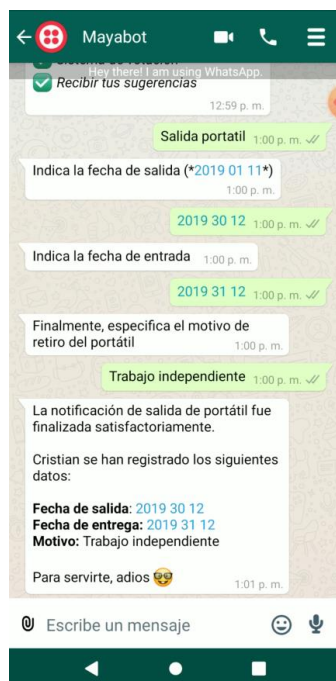 Mayabot
Hey there! I am using WhatsApp.
Recibir tus sugerencias
12:59 p. m.
Salida portatil 1:00 p. m.
Indica la fecha de salida (*2019 01 11*)
1:00 p. m.
2019 30 12 1:00 p. m.
Indica la fecha de entrada 1:00 p. m.
2019 31 12 1:00 p. m.
Finalmente, especifica el motivo de
retiro del portátil 1:00 p. m.
Trabajo independiente 1:00 p. m.
La notificación de salida de portátil fue
finalizada satisfactoriamente.
Cristian se han registrado los siguientes
datos:
Fecha de salida: 2019 30 12
Fecha de entrega: 2019 31 12
Motivo: Trabajo independiente
Para servirte, adios 🤓 1:01 p. m.
Escribe un mensaje